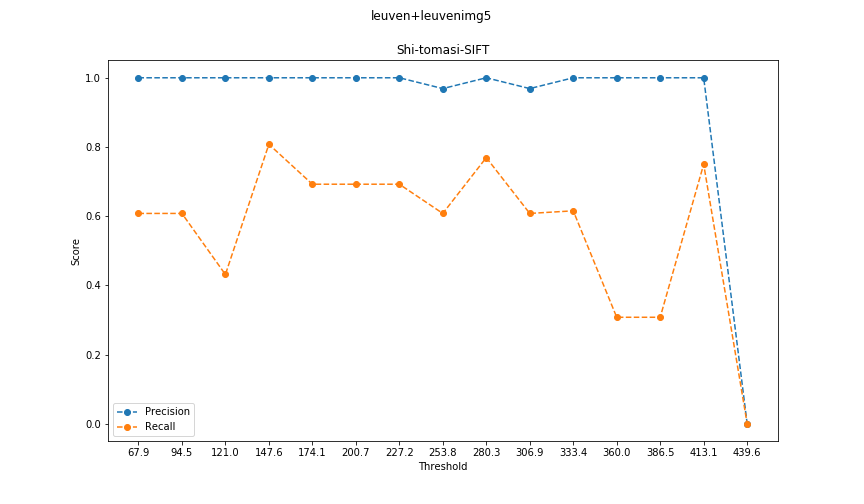 leuven+leuvenimg5
Shi-tomasi-SIFT
1.0
0.8
0.6
0.4
0.2
0.0
Score
Precision
Recall
67.9 94.5 121.0 147.6 174.1 200.7 227.2 253.8 280.3 306.9 333.4 360.0 386.5 413.1 439.6
Threshold